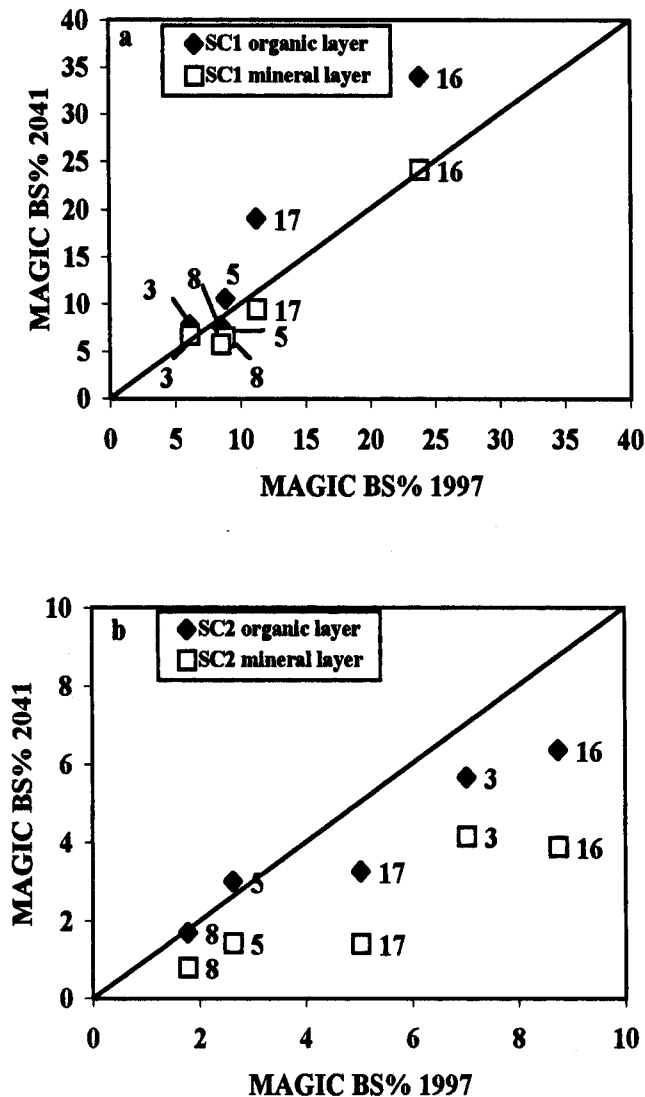 a
SC1 organic layer
SC1 mineral layer
40
35
30
25
20
15
10
5
0
MAGIC BS% 2041
16
16
17
17
3
8
5
5
3
8
0 5 10 15 20 25 30 35 40
MAGIC BS% 1997
b
SC2 organic layer
SC2 mineral layer
10
8
6
4
2
0
MAGIC BS% 2041
16
3
3
16
5
17
8
5
17
8
0 2 4 6 8 10
MAGIC BS% 1997